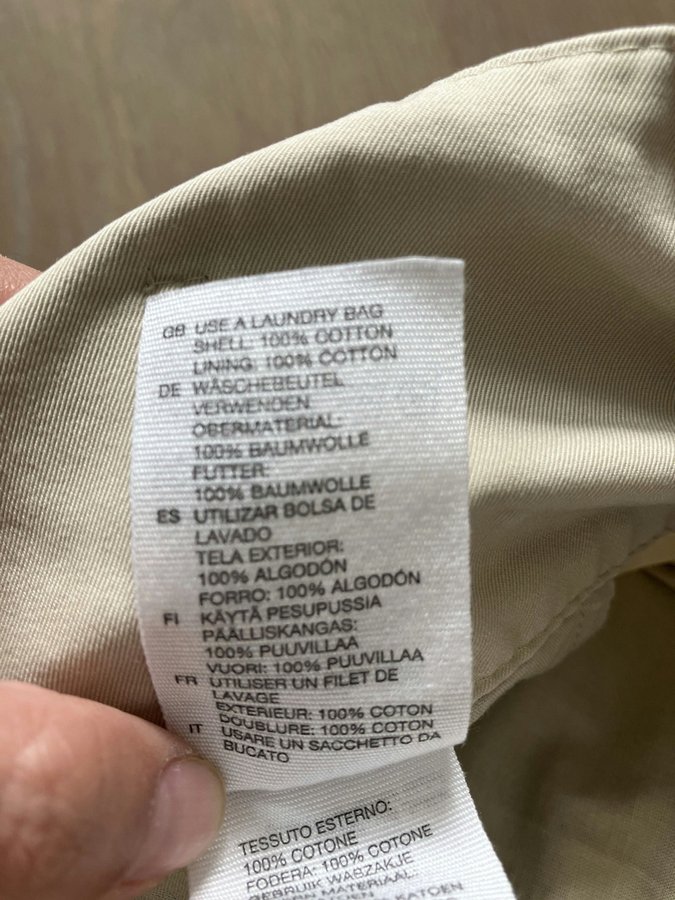 GB USE A LAUNDRY BAG
SHELL: 100% COTTON
LINING: 100% COTTON
DE WÄSCHEBEUTEL
VERWENDEN
OBERMATERIAL:
100% BAUMWOLLE
FUTTER:
100% BAUMWOLLE
ES UTILIZAR BOLSA DE
LAVADO
TELA EXTERIOR:
100% ALGODÓN
FORRO: 100% ALGODÓN
FI KÄYTÄ PESUPUSSIA
PÄÄLLISKANGAS:
100% PUUVILLAA
VUORI: 100% PUUVILLAA
FR UTILISER UN FILET DE
LAVAGE
EXTERIEUR: 100% COTON
DOUBLURE: 100% COTON
IT USARE UN SACCHETTO DA
BUCATO
TESSUTO ESTERNO:
100% COTONE
FODERA: 100% COTONE
GEBRUIK WASZAKJE
KATOEN